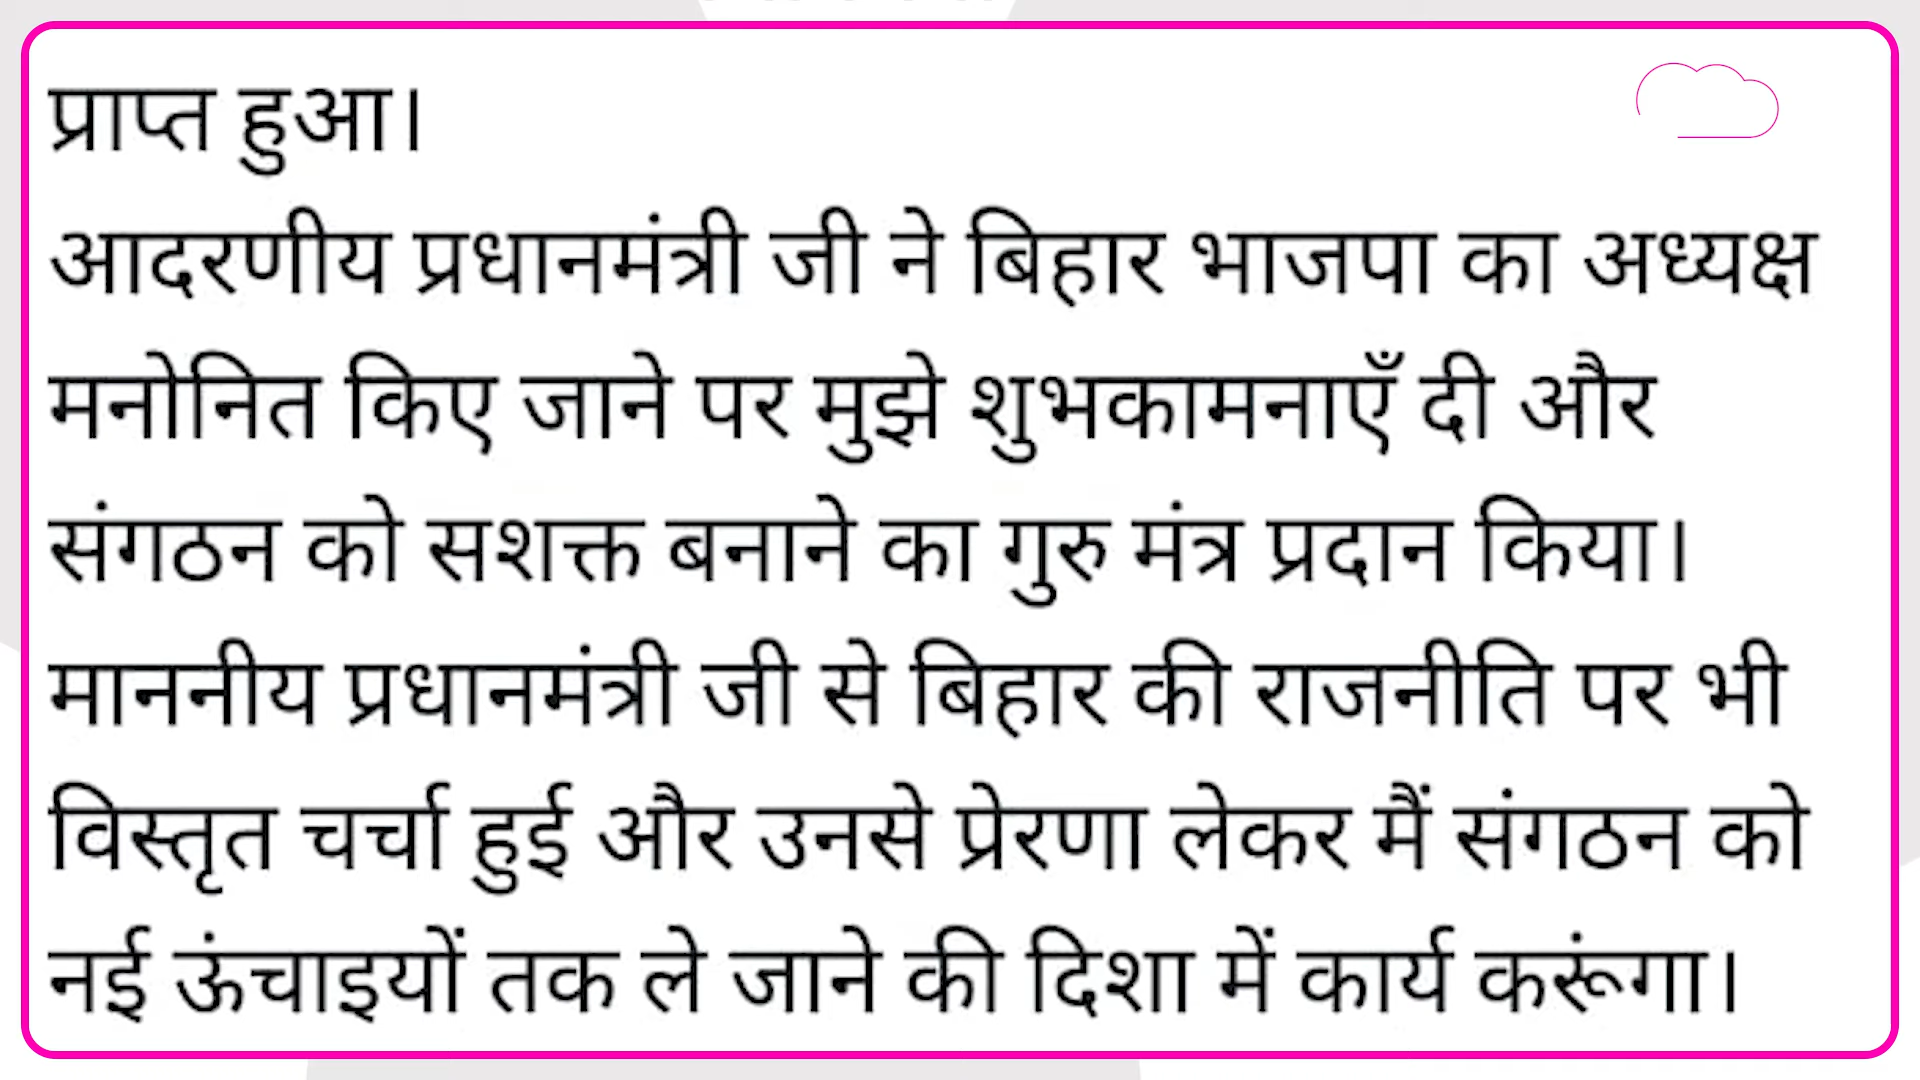 प्राप्त हुआ।
आदरणीय प्रधानमंत्री जी ने बिहार भाजपा का अध्यक्ष
मनोनित किए जाने पर मुझे शुभकामनाएँ दी और
संगठन को सशक्त बनाने का गुरु मंत्र प्रदान किया।
माननीय प्रधानमंत्री जी से बिहार की राजनीति पर भी
विस्तृत चर्चा हुई और उनसे प्रेरणा लेकर मैं संगठन को
नई ऊंचाइयों तक ले जाने की दिशा में कार्य करूंगा।